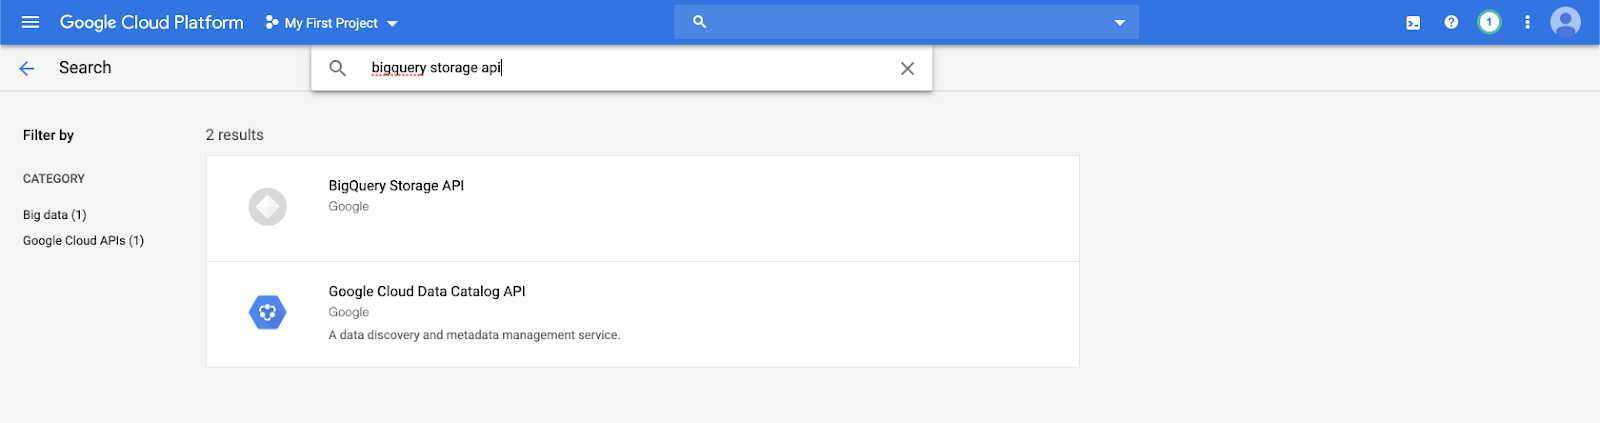 Google Cloud Platform My First Project 1
Search bigquery storage api
Filter by
CATEGORY
Big data (1)
Google Cloud APIs (1)
2 results
BigQuery Storage API
Google
Google Cloud Data Catalog API
Google
A data discovery and metadata management service.